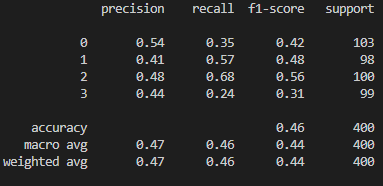 precision recall f1-score support
0 0.54 0.35 0.42 103
1 0.41 0.57 0.48 98
2 0.48 0.68 0.56 100
3 0.44 0.24 0.31 99
accuracy 0.46 400
macro avg 0.47 0.46 0.44 400
weighted avg 0.47 0.46 0.44 400